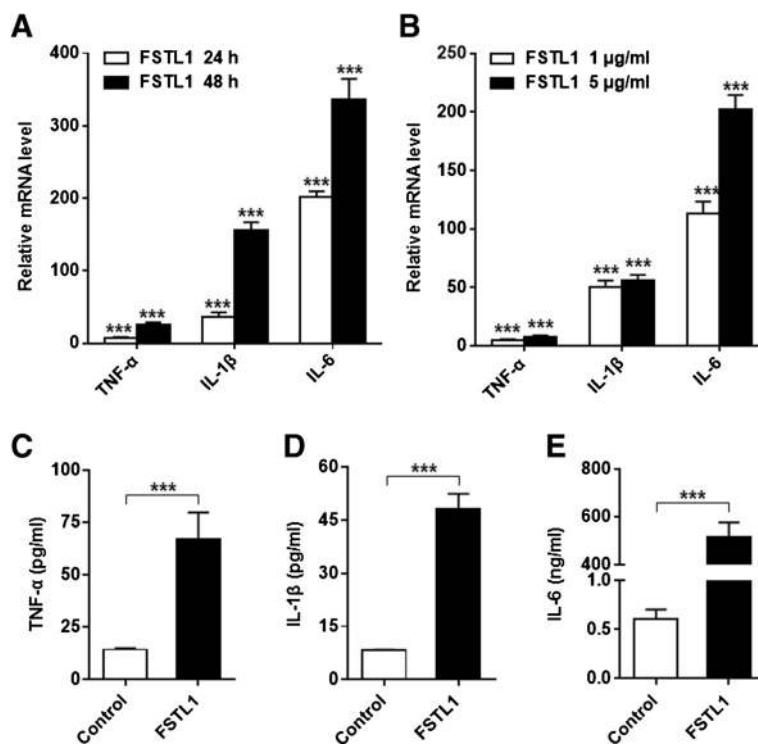 A
FSTL1 24 h
FSTL1 48 h
Relative mRNA level
400
300
200
100
0
***
***
***
***
***
***
TNF-α
IL-1β
IL-6
B
FSTL1 1 µg/ml
FSTL1 5 µg/ml
Relative mRNA level
250
200
150
100
50
0
***
***
***
***
***
***
TNF-α
IL-1β
IL-6
C
TNF-α (pg/ml)
100
75
50
25
0
***
Control
FSTL1
D
IL-1β (pg/ml)
60
45
30
15
0
***
Control
FSTL1
E
IL-6 (ng/ml)
800
600
400
1.0
0.5
0.0
***
Control
FSTL1